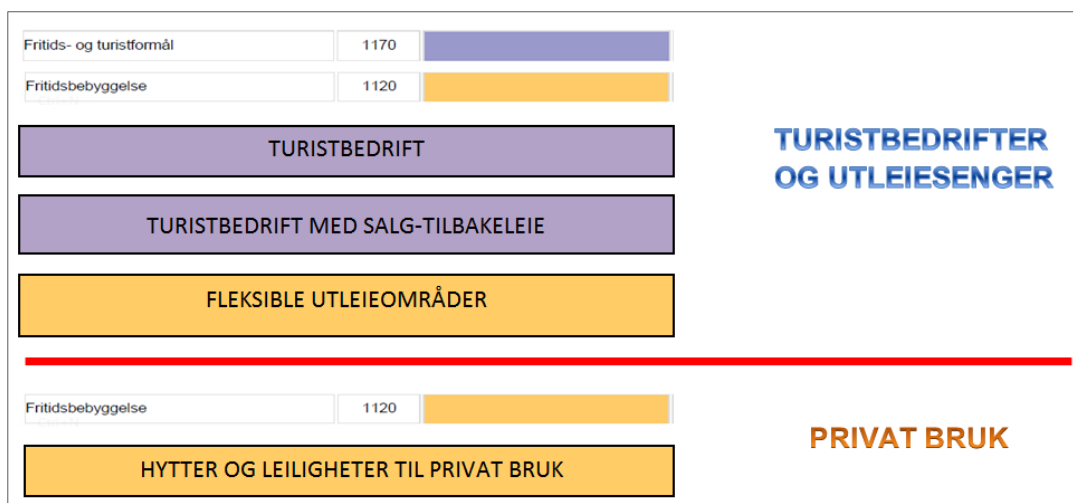 Fritids- og turistformål 1170
Fritidsbebyggelse 1120
TURISTBEDRIFT
TURISTBEDRIFTER
OG UTLEIESENGER
TURISTBEDRIFT MED SALG-TILBAKELEIE
FLEKSIBLE UTLEIEOMRÅDER
Fritidsbebyggelse 1120
PRIVAT BRUK
HYTTER OG LEILIGHETER TIL PRIVAT BRUK